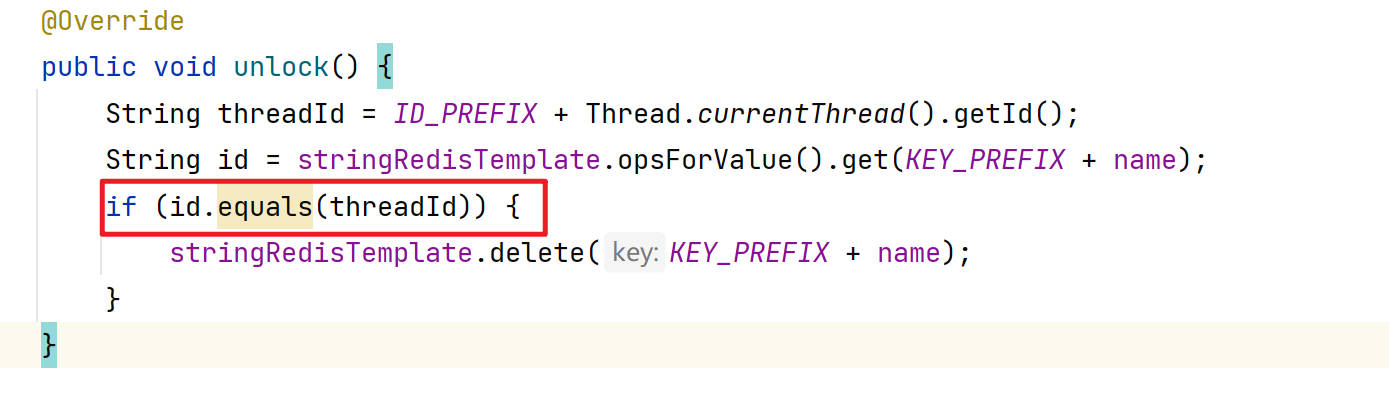 @Override
public void unlock() {
String threadId = ID_PREFIX + Thread.currentThread().getId();
String id = stringRedisTemplate.opsForValue().get(KEY_PREFIX + name);
if (id.equals(threadId)) {
stringRedisTemplate.delete( key: KEY_PREFIX + name);
}
}